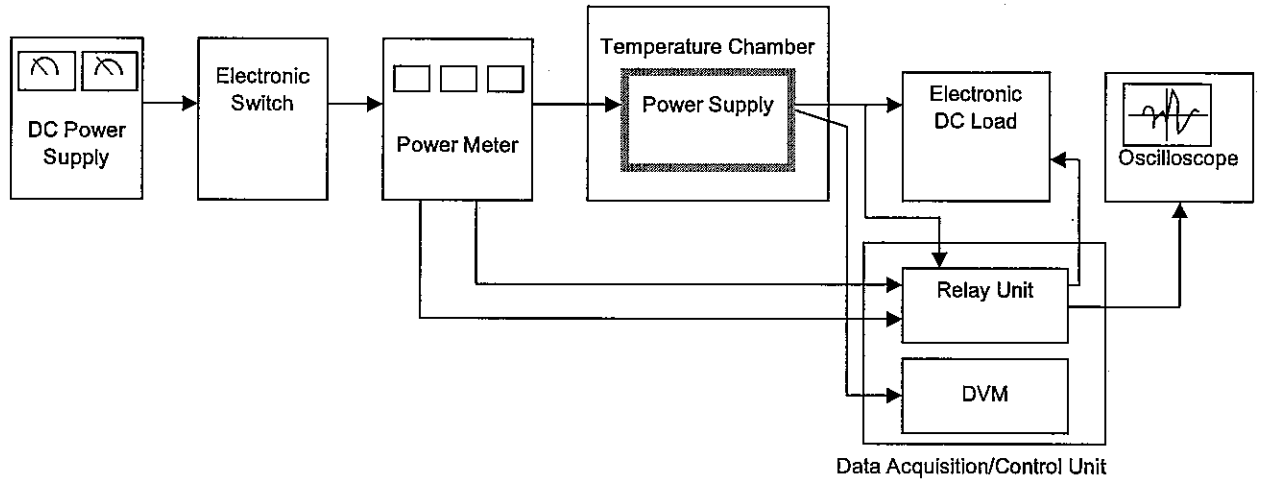 DC Power
Supply
Electronic
Switch
Power Meter
Temperature Chamber
Power Supply
Electronic
DC Load
Oscilloscope
Relay Unit
DVM
Data Acquisition/Control Unit